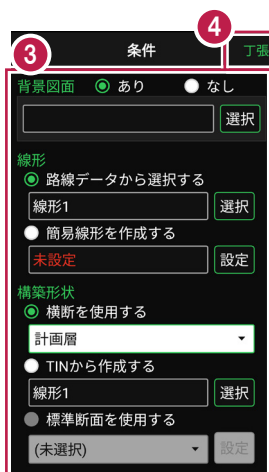 4
3
条件
丁張
背景図面 あり なし
選択
線形
路線データから選択する
線形1 選択
簡易線形を作成する
未設定 設定
構築形状
横断を使用する
計画層
TINから作成する
線形1 選択
標準断面を使用する
(未選択) 設定